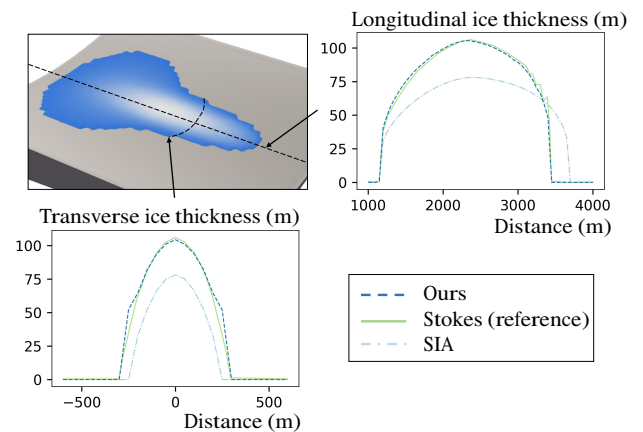 Longitudinal ice thickness (m)
100
75
50
25
0
1000 2000 3000 4000
Distance (m)
Transverse ice thickness (m)
100
75
50
25
0
−500 0 500
Distance (m)
Ours
Stokes (reference)
SIA